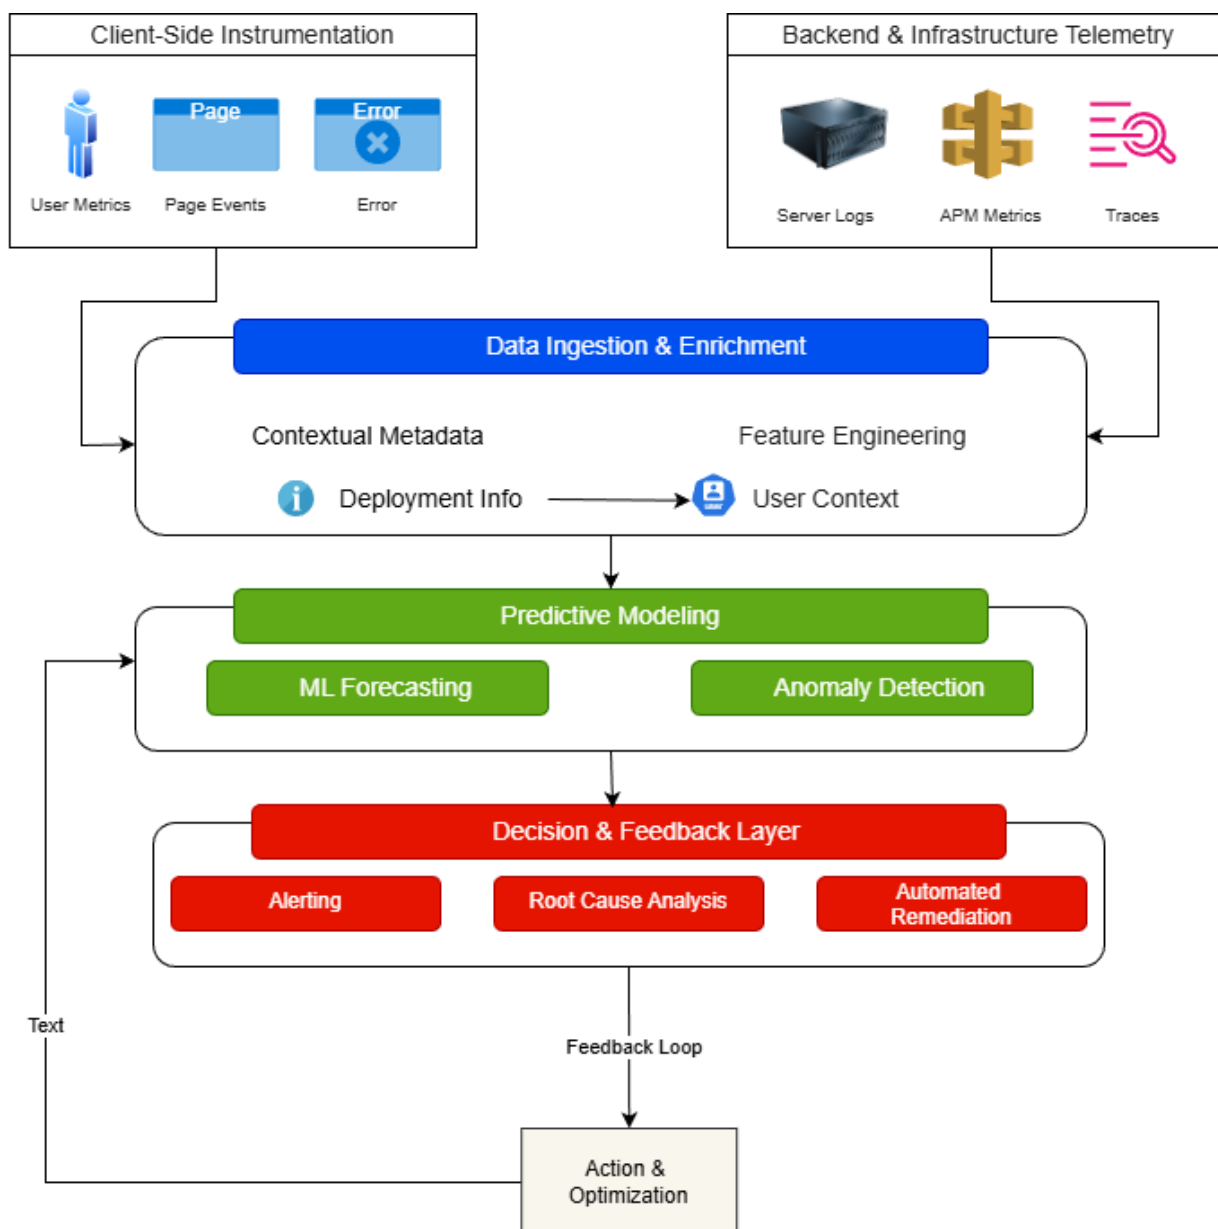 Client-Side Instrumentation
Page
Error
User Metrics
Page Events
Error
Backend & Infrastructure Telemetry
Server Logs
APM Metrics
Traces
Data Ingestion & Enrichment
Contextual Metadata
Feature Engineering
Deployment Info
user
User Context
Predictive Modeling
ML Forecasting
Anomaly Detection
Decision & Feedback Layer
Alerting
Root Cause Analysis
Automated
Remediation
Text
Feedback Loop
Action &
Optimization